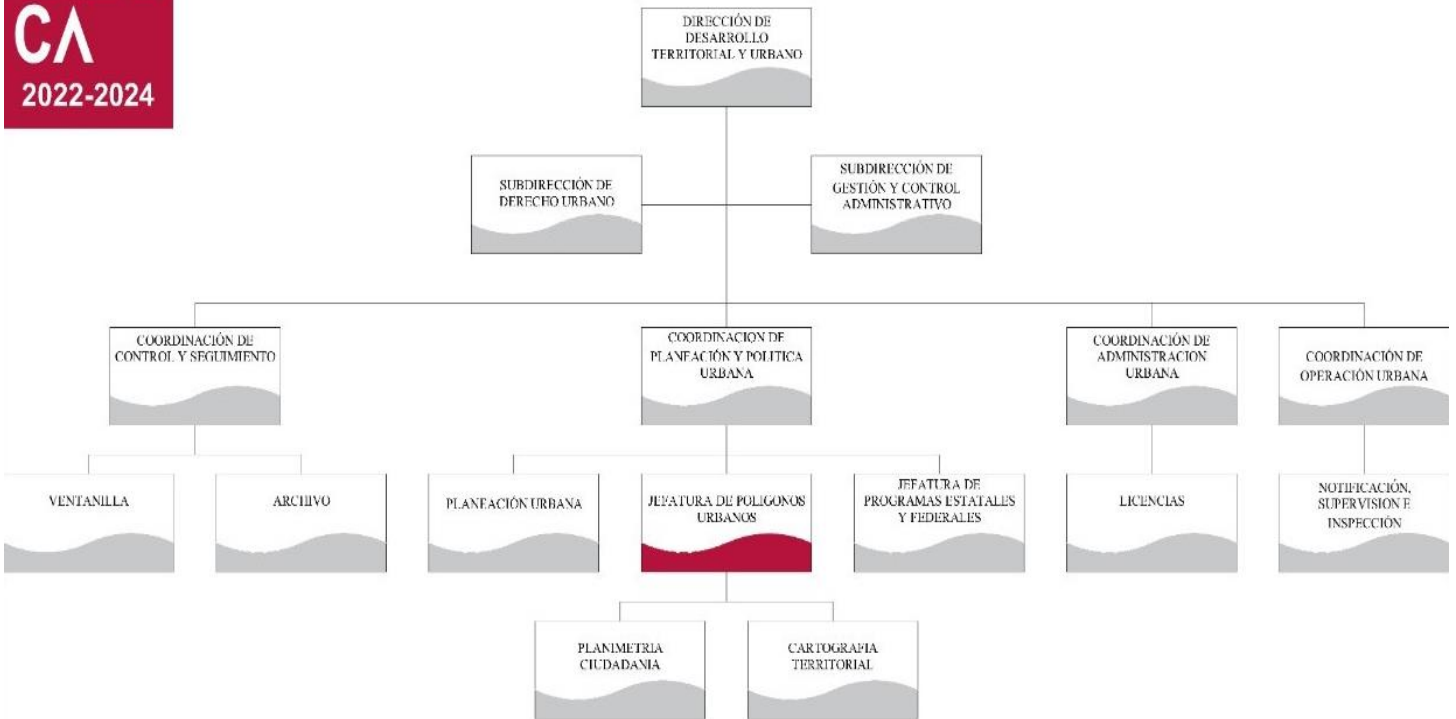 CA
2022-2024
DIRECCIÓN DE
DESARROLLO
TERRITORIAL Y URBANO
SUBDIRECCIÓN DE
DERECHO URBANO
SUBDIRECCIÓN DE
GESTIÓN Y CONTROL
ADMINISTRATIVO
COORDINACIÓN DE
CONTROL Y SEGUIMIENTO
COORDINACION DE
PLANEACIÓN Y POLITICA
URBANA
COORDINACIÓN DE
ADMINISTRACION
URBANA
COORDINACIÓN DE
OPERACIÓN URBANA
VENTANILLA
ARCHIVO
PLANEACIÓN URBANA
JEFATURA DE POLIGONOS
URBANOS
JEFATURA DE
PROGRAMAS ESTATALES
Y FEDERALES
LICENCIAS
NOTIFICACIÓN,
SUPERVISION E
INSPECCIÓN
PLANIMETRIA
CIUDADANIA
CARTOGRAFIA
TERRITORIAL